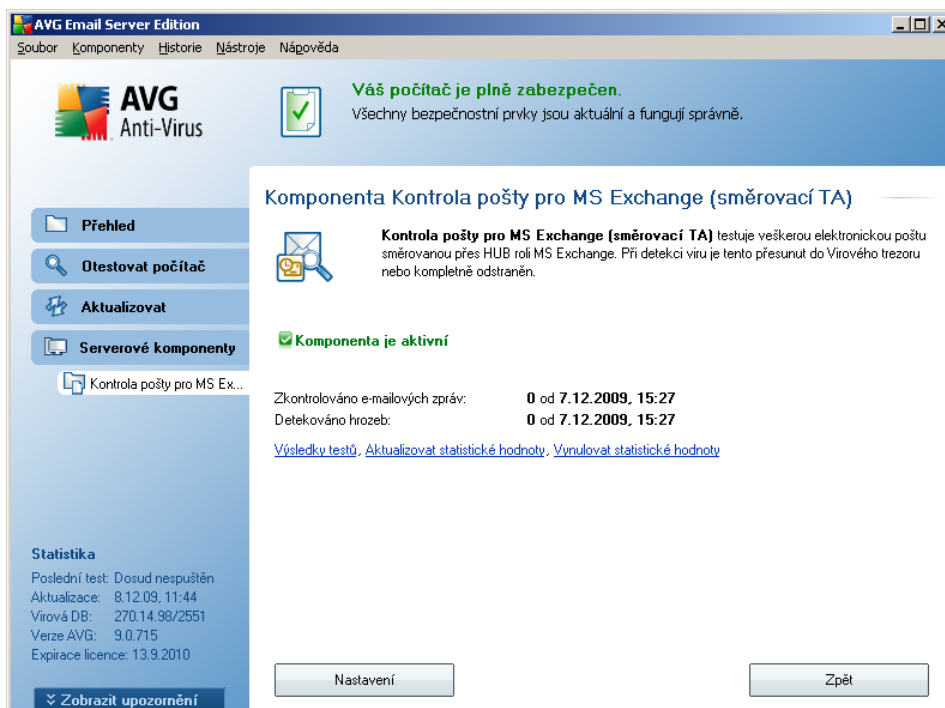 AVG Email Server Edition
Soubor Komponenty Historie Nástroje Nápověda
AVG
Anti-Virus
Váš počítač je plně zabezpečen.
Všechny bezpečnostní prvky jsou aktuální a fungují správně.
Přehled
Otestovat počítač
Aktualizovat
Serverové komponenty
Kontrola pošty pro MS Ex...
Komponenta Kontrola pošty pro MS Exchange (směrovací TA)
Kontrola pošty pro MS Exchange (směrovací TA) testuje veškerou elektronickou poštu
směrovanou přes HUB roli MS Exchange. Při detekci viru je tento přesunut do Virového trezoru
nebo kompletně odstraněn.
Komponenta je aktivní
Zkontrolováno e-mailových zpráv: 0 od 7.12.2009, 15:27
Detekováno hrozeb: 0 od 7.12.2009, 15:27
Výsledky testů, Aktualizovat statistické hodnoty, Vynulovat statistické hodnoty
Statistika
Poslední test: Dosud nespuštěn
Aktualizace: 8.12.09, 11:44
Virová DB: 270.14.98/2551
Verze AVG: 9.0.715
Expirace licence: 13.9.2010
Zobrazit upozornění
Nastavení
Zpět